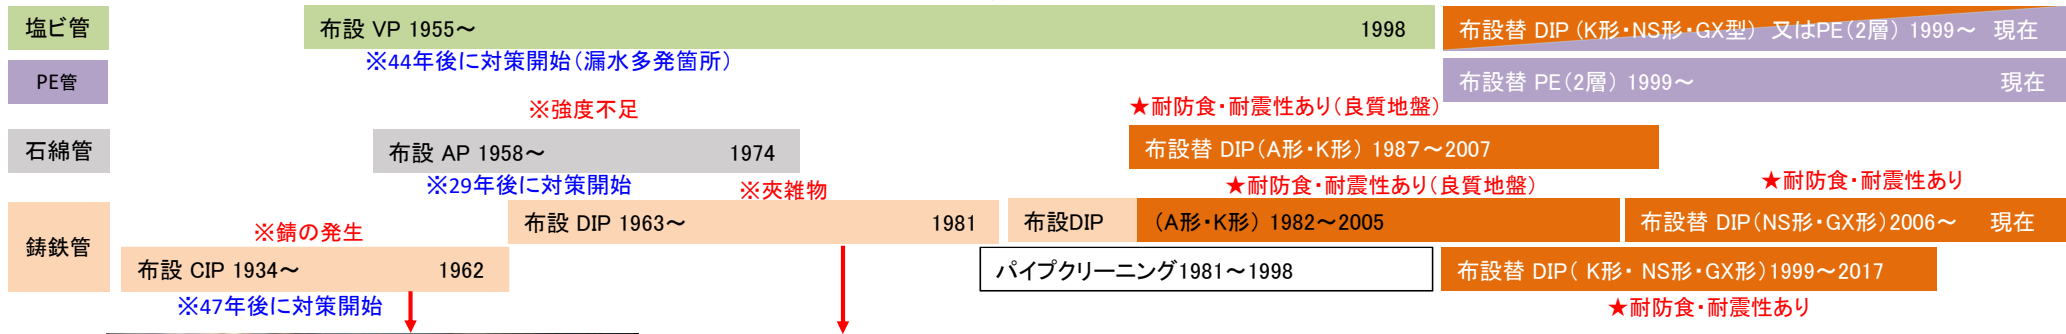 塩ビ管
布設 VP 1955～ 1998
布設替 DIP (K形・NS形・GX型) 又はPE(2層) 1999～ 現在
※44年後に対策開始(漏水多発箇所)
PE管
布設替 PE(2層) 1999～ 現在
※強度不足
★耐防食・耐震性あり(良質地盤)
石綿管
布設 AP 1958～ 1974
布設替 DIP(A形・K形) 1987～2007
※29年後に対策開始
※夾雑物
★耐防食・耐震性あり(良質地盤)
★耐防食・耐震性あり
鋳鉄管
※錆の発生
布設 DIP 1963～ 1981
布設DIP (A形・K形) 1982～2005
布設替 DIP(NS形・GX形)2006～ 現在
布設 CIP 1934～ 1962
パイプクリーニング1981～1998
布設替 DIP( K形・ NS形・GX形)1999～2017
※47年後に対策開始
★耐防食・耐震性あり